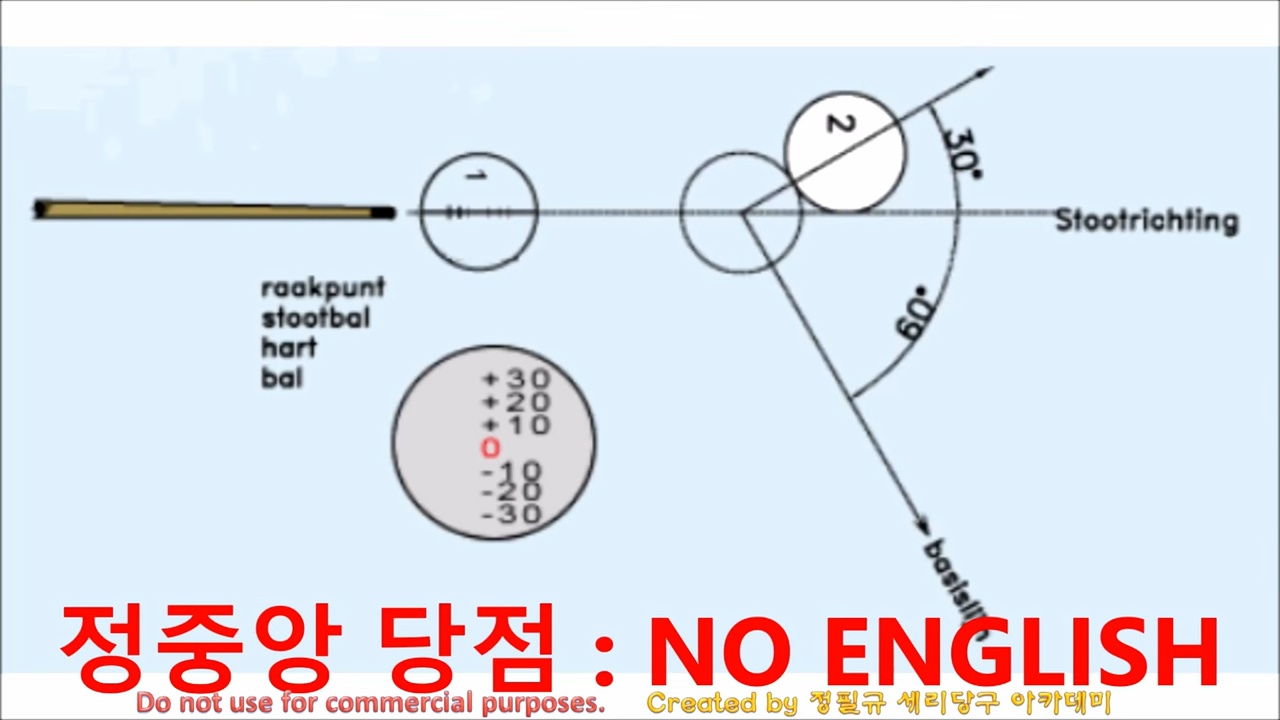 1
2
30°
Stootrichting
60°
raakpunt
stootbal
hart
bal
+30
+20
+10
0
-10
-20
-30
정중앙 당점 : NO ENGLISH
Do not use for commercial purposes. Created by 정필규 세리당구 아카데미